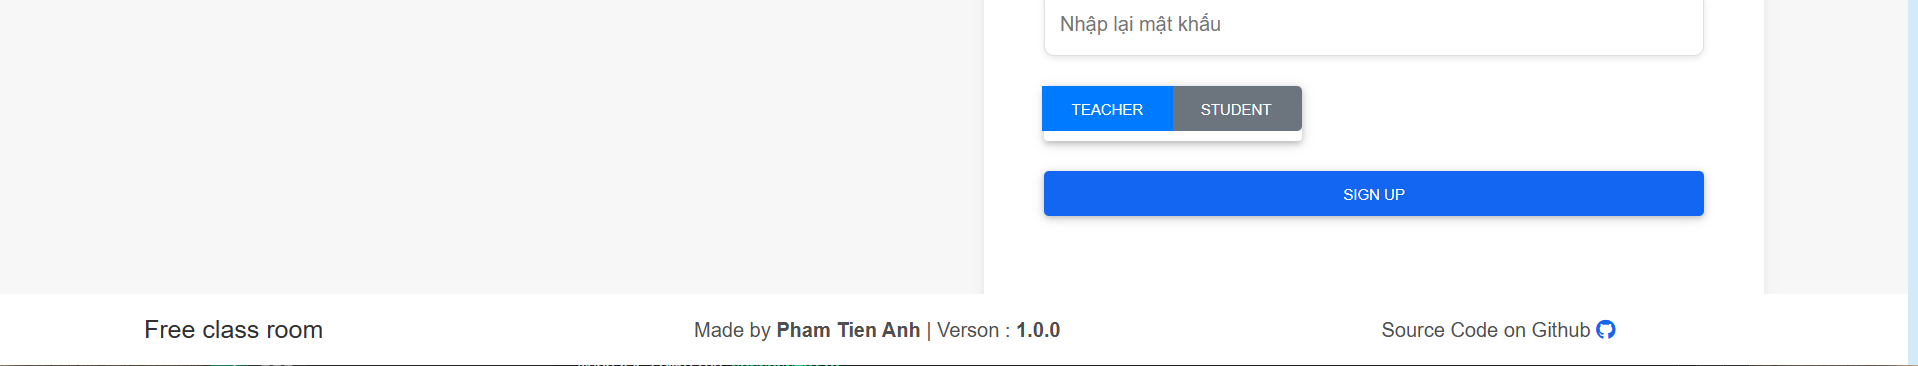 Nhập lại mật khẩu
TEACHER STUDENT
SIGN UP
Free class room
Made by Pham Tien Anh | Verson : 1.0.0
Source Code on Github